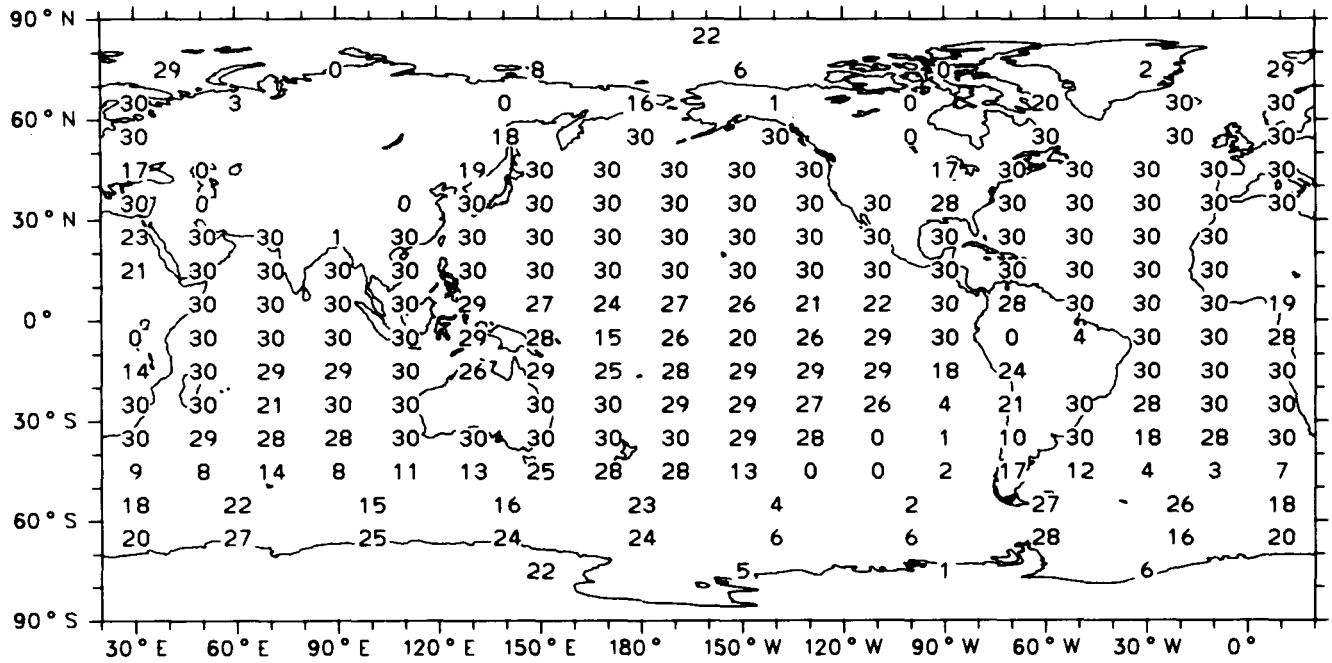 90° N
22
29 0 8 6 0 2 29
30 3 0 16 1 0 20 30 30
60° N
30 18 30 30 0 30 30 30
17 0 19 30 30 30 30 30 17 30 30 30 30 30
30 0 0 30 30 30 30 30 30 30 28 30 30 30 30 30
30° N
23 30 30 1 30 30 30 30 30 30 30 30 30 30 30 30 30
21 30 30 30 30 30 30 30 30 30 30 30 30 30 30 30 30
30 30 30 30 29 27 24 27 26 21 22 30 28 30 30 30 19
0°
0 30 30 30 30 29 28 15 26 20 26 29 30 0 4 30 30 28
14 30 29 29 30 26 29 25 28 29 29 29 18 24 30 30 30
30 30 21 30 30 30 30 29 29 27 26 4 21 30 28 30 30
30° S
30 29 28 28 30 30 30 30 30 29 28 0 1 10 30 18 28 30
9 8 14 8 11 13 25 28 28 13 0 0 2 17 12 4 3 7
18 22 15 16 23 4 2 27 26 18
60° S
20 27 25 24 24 6 6 28 16 20
22 5 1 6
90° S
30° E 60° E 90° E 120° E 150° E 180° 150° W 120° W 90° W 60° W 30° W 0°